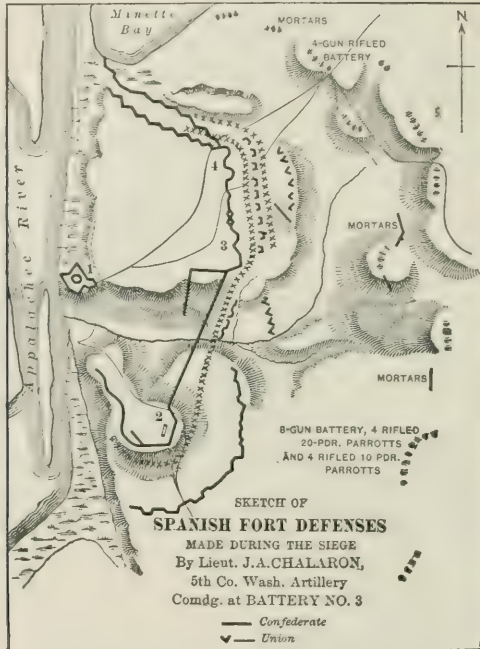 Minette
Bay
MORTARS
N
4-GUN RIFLED
BATTERY
5
4
Appalachee River
3
MORTARS
1
MORTARS
2
8-GUN BATTERY, 4 RIFLED
20-PDR. PARROTTS
AND 4 RIFLED 10 PDR.
PARROTTS
SKETCH OF
SPANISH FORT DEFENSES
MADE DURING THE SIEGE
By Lieut. J.A.CHALARON,
5th Co. Wash. Artillery
Comdg. at BATTERY NO. 3
Confederate
Union